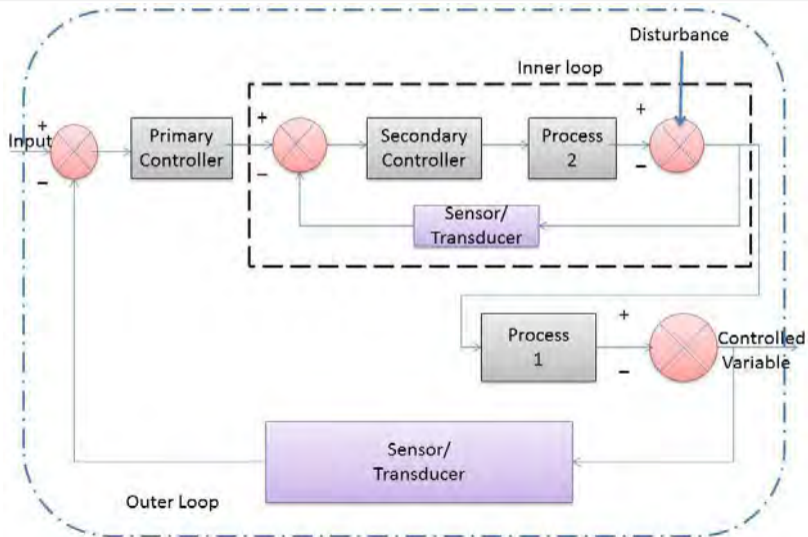 Disturbance
Inner loop
+
Input
−
Primary
Controller
+
−
Secondary
Controller
Process
2
+
−
Sensor/
Transducer
Process
1
+
−
Controlled
Variable
Sensor/
Transducer
Outer Loop